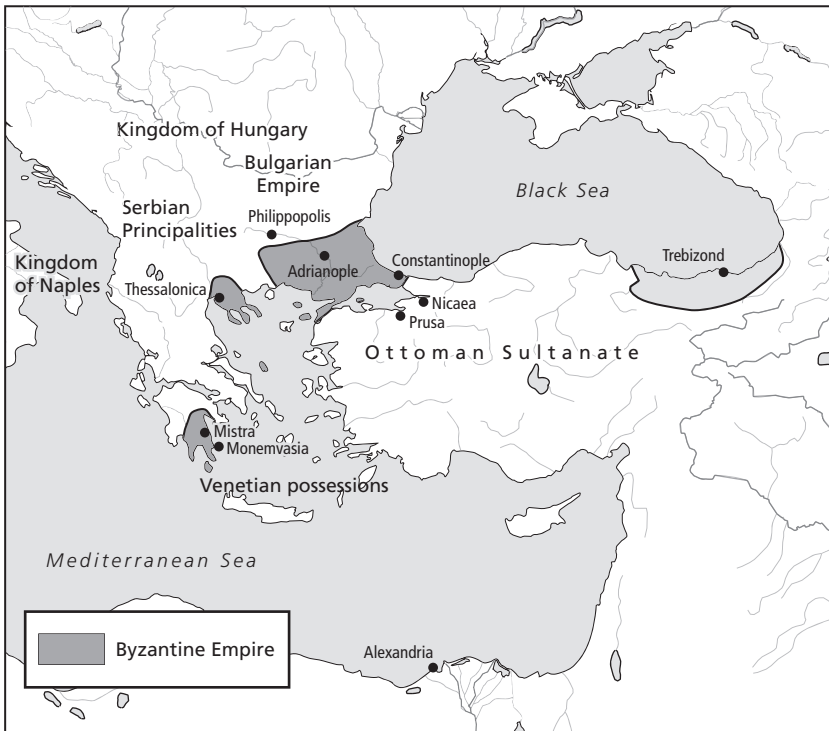 Kingdom of Hungary
Bulgarian
Empire
Black Sea
Serbian
Principalities
Philippopolis
Kingdom
of Naples
Adrianople
Constantinople
Trebizond
Thessalonica
Nicaea
Prusa
Ottoman Sultanate
Mistra
Monemvasia
Venetian possessions
Mediterranean Sea
Byzantine Empire
Alexandria